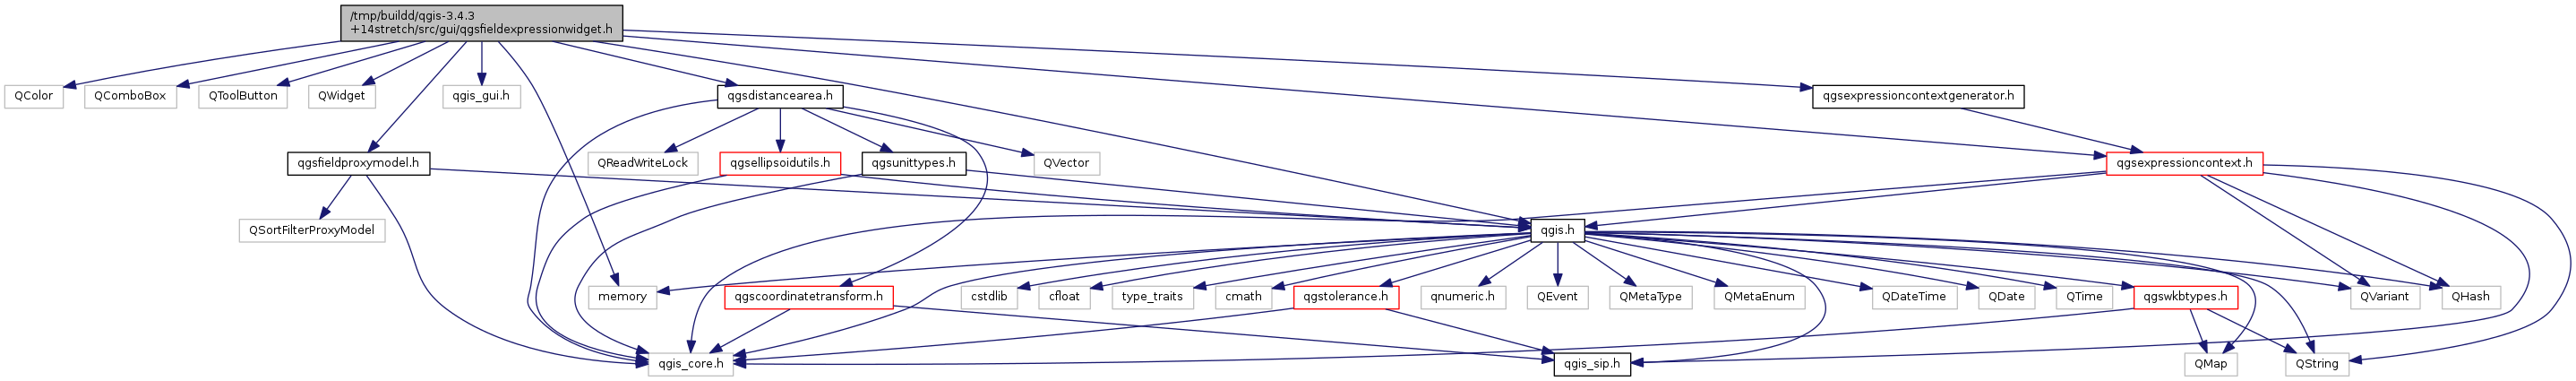 /tmp/buildd/qgis-3.4.3
+14stretch/src/gui/qgsfieldexpressionwidget.h
QColor
QComboBox
QToolButton
QWidget
qgis_gui.h
qgsdistancearea.h
qgsexpressioncontextgenerator.h
qgsfieldproxymodel.h
QReadWriteLock
qgsellipsoidutils.h
qgsunittypes.h
QVector
qgsexpressioncontext.h
QSortFilterProxyModel
qgis.h
memory
qgscoordinatetransform.h
cstdlib
cfloat
type_traits
cmath
qgstolerance.h
qnumeric.h
QEvent
QMetaType
QMetaEnum
QDateTime
QDate
QTime
qgswkbtypes.h
QVariant
QHash
qgis_core.h
qgis_sip.h
QMap
QString